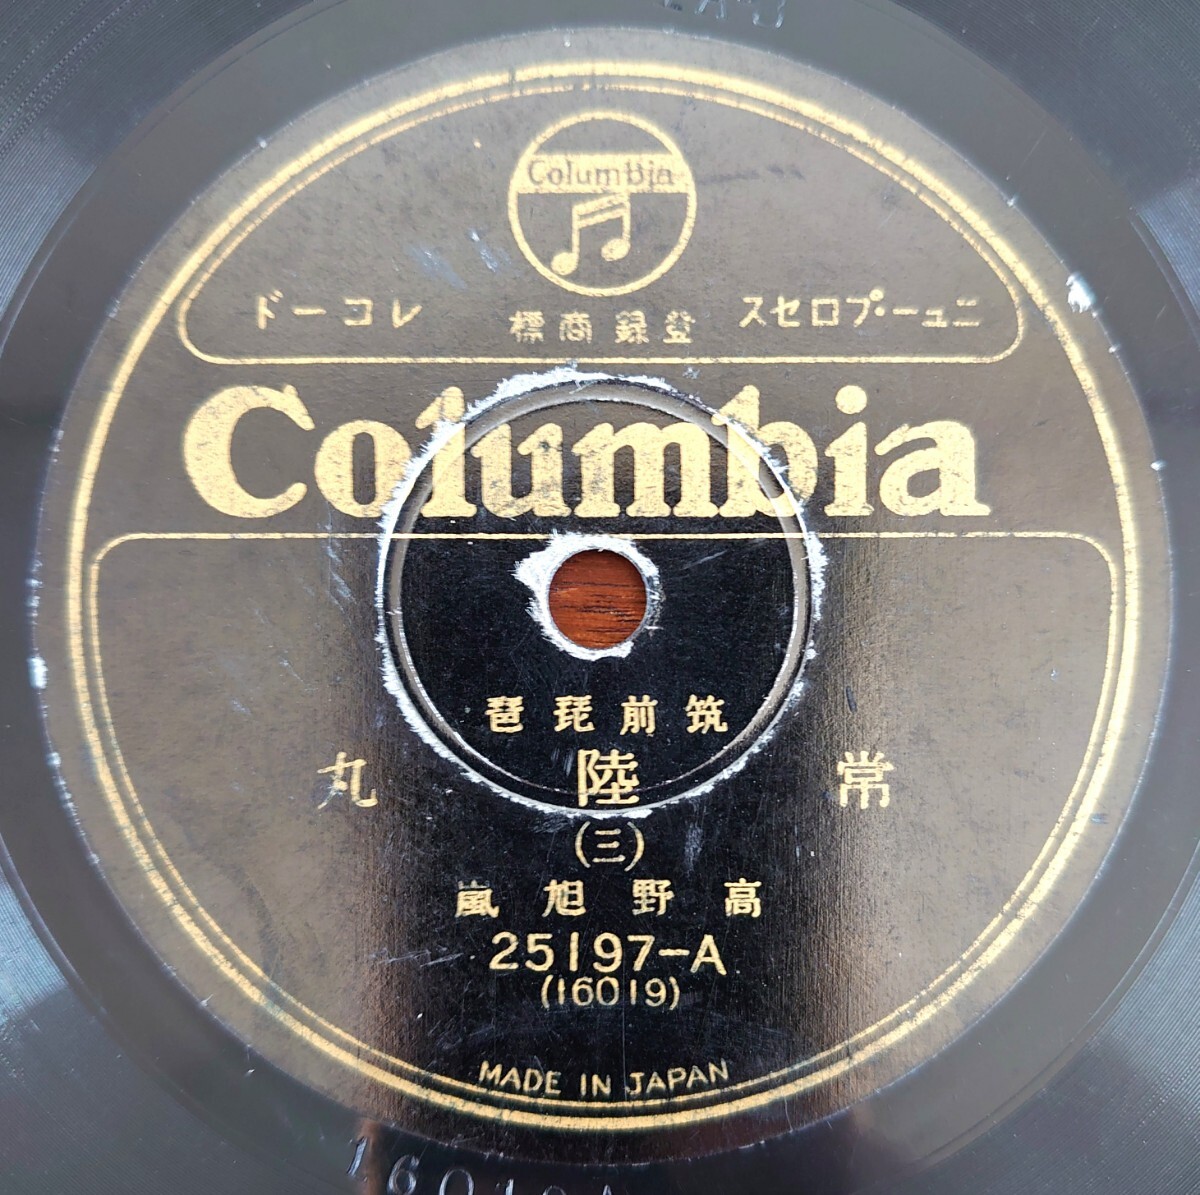 Columbia
ニュー・プロセス 登録商標 レコード
Columbia
筑前琵琶
常陸丸
(三)
高野旭嵐
25197-A
(16019)
MADE IN JAPAN